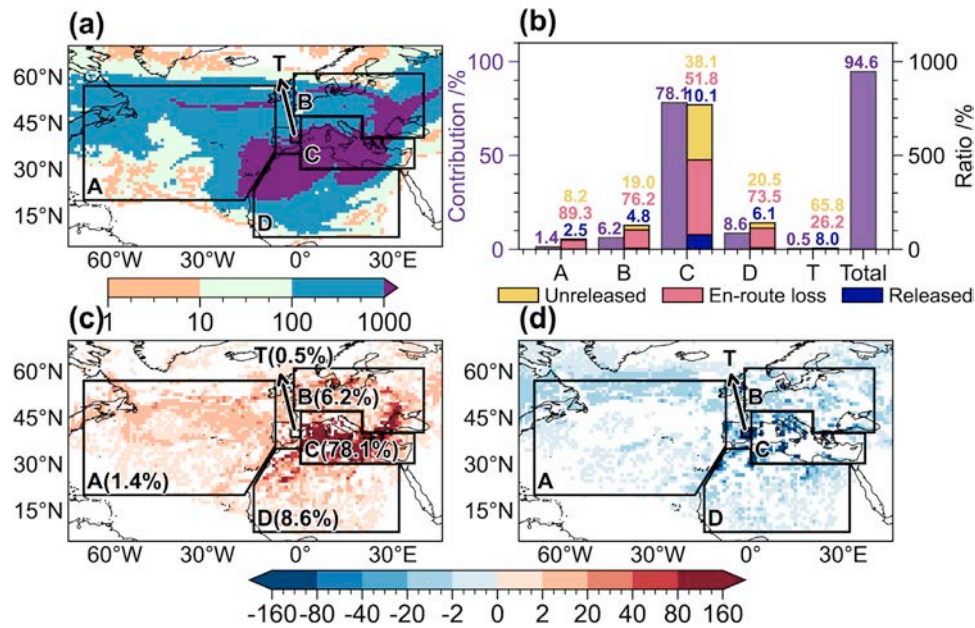 (a)
T
B
C
A
D
60°N
45°N
30°N
15°N
60°W 30°W 0° 30°E
1 10 100 1000
(b)
Contribution /%
100
50
0
Ratio /%
1000
500
0
1.4
8.2
89.3
2.5
6.2
19.0
76.2
4.8
78.1
38.1
51.8
10.1
8.6
20.5
73.5
6.1
0.5
65.8
26.2
8.0
94.6
A B C D T Total
Unreleased En-route loss Released
(c)
T(0.5%)
B(6.2%)
C(78.1%)
A(1.4%)
D(8.6%)
60°N
45°N
30°N
15°N
60°W 30°W 0° 30°E
(d)
T
B
C
A
D
60°N
45°N
30°N
15°N
60°W 30°W 0° 30°E
-160 -80 -40 -20 -2 0 2 20 40 80 160